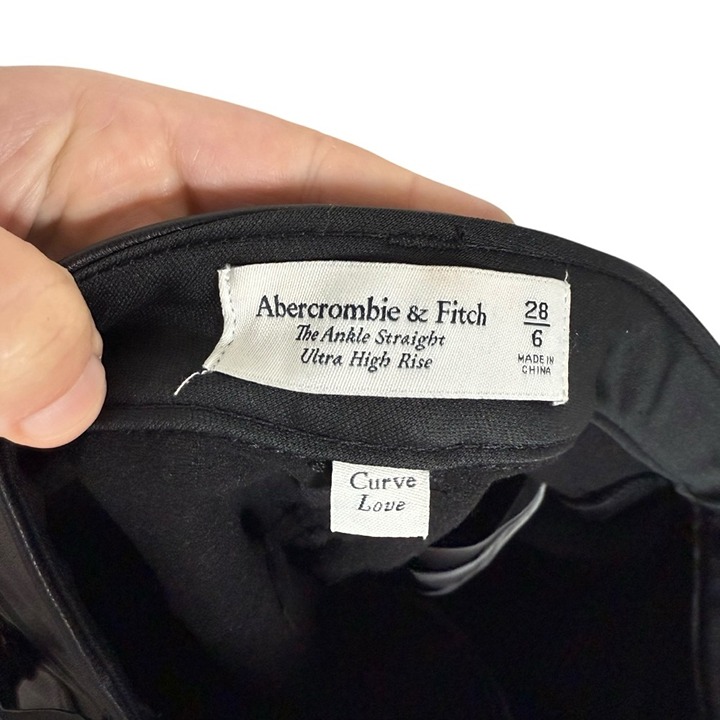 Abercrombie & Fitch
The Ankle Straight
Ultra High Rise
28
6
MADE IN
CHINA
Curve
Love